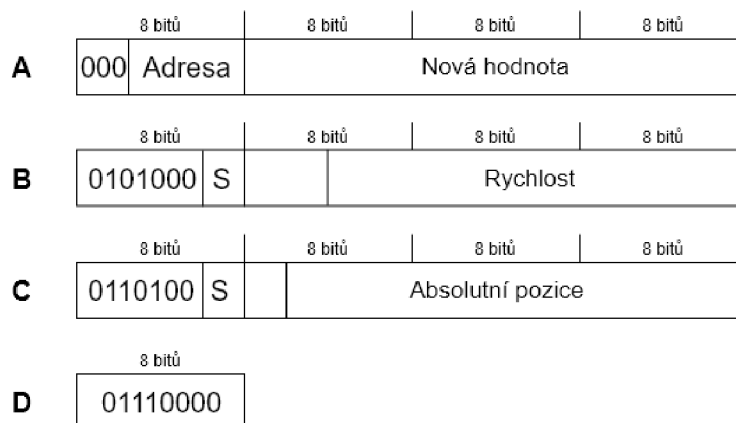 8 bitů 8 bitů 8 bitů 8 bitů
A 000 Adresa Nová hodnota
8 bitů 8 bitů 8 bitů 8 bitů
B 0101000 S Rychlost
8 bitů 8 bitů 8 bitů 8 bitů
C 0110100 S Absolutní pozice
8 bitů
D 01110000